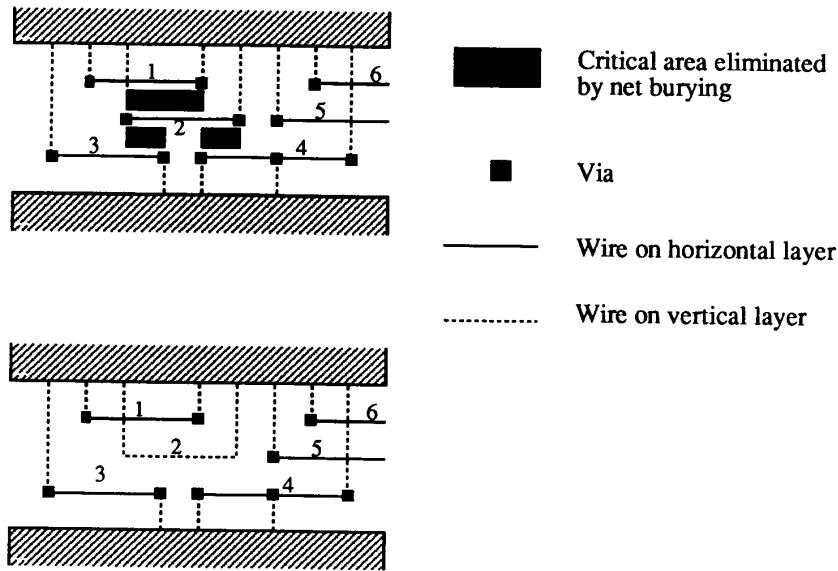 1
6
2
5
3
4
Critical area eliminated
by net burying
Via
Wire on horizontal layer
Wire on vertical layer
1
6
2
5
3
4